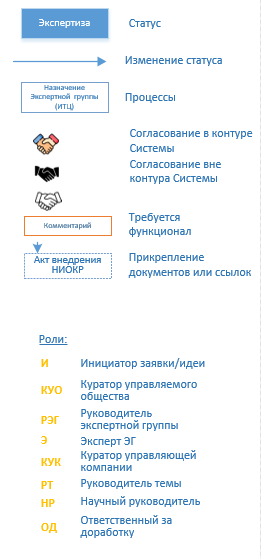 Экспертиза
Статус
Изменение статуса
Назначение
Экспертной группы
(ИТЦ)
Процессы
Согласование в контуре
Системы
Согласование вне
контура Системы
Комментарий
Требуется
функционал
Акт внедрения
НИОКР
Прикрепление
документов или ссылок
Роли:
И Инициатор заявки/идеи
КУО Куратор управляемого
общества
РЭГ Руководитель
экспертной группы
Э Эксперт ЭГ
КУК Куратор управляющей
компании
РТ Руководитель темы
НР Научный руководитель
ОД Ответственный за
доработку